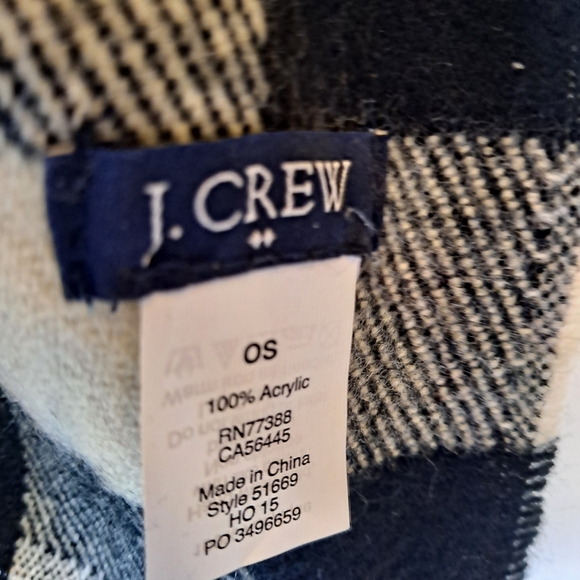 J. CREW
OS
100% Acrylic
RN77388
CA56445
Made in China
Style 51669
HO 15
PO 3496659